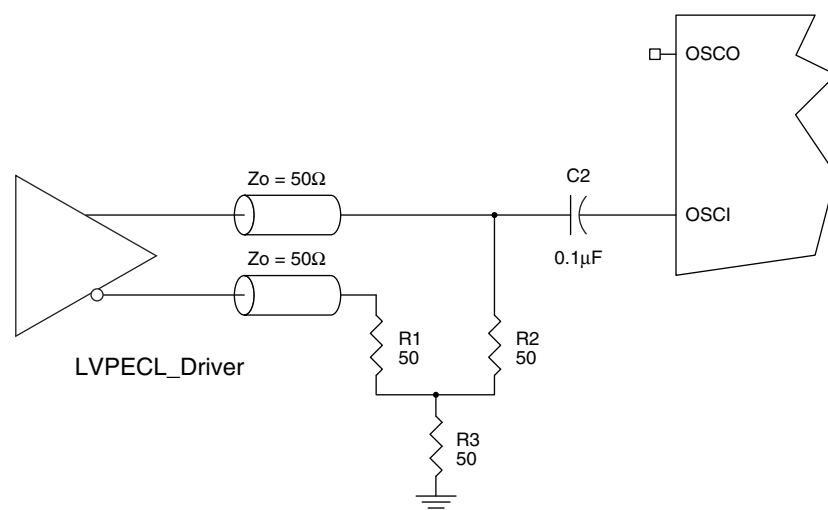 OSCO
Zo = 50Ω
C2
OSCI
0.1μF
Zo = 50Ω
R1
50
R2
50
LVPECL_Driver
R3
50